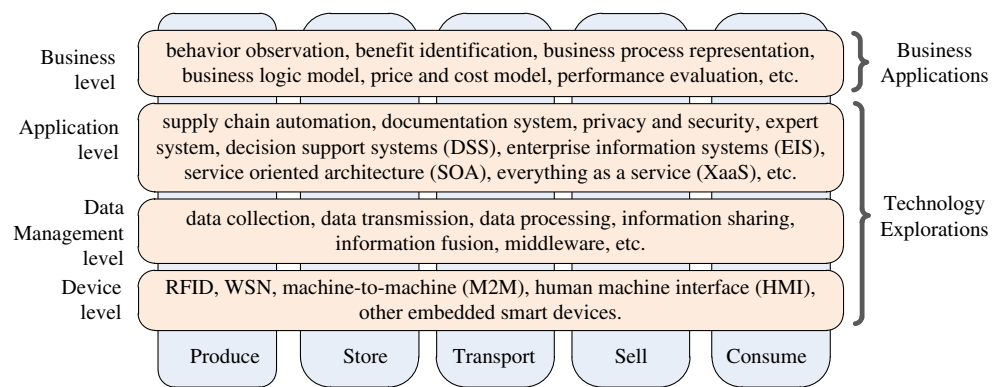 Business
level
behavior observation, benefit identification, business process representation,
business logic model, price and cost model, performance evaluation, etc.
Business
Applications
Application
level
supply chain automation, documentation system, privacy and security, expert
system, decision support systems (DSS), enterprise information systems (EIS),
service oriented architecture (SOA), everything as a service (XaaS), etc.
Data
Management
level
data collection, data transmission, data processing, information sharing,
information fusion, middleware, etc.
Technology
Explorations
Device
level
RFID, WSN, machine-to-machine (M2M), human machine interface (HMI),
other embedded smart devices.
Produce
Store
Transport
Sell
Consume